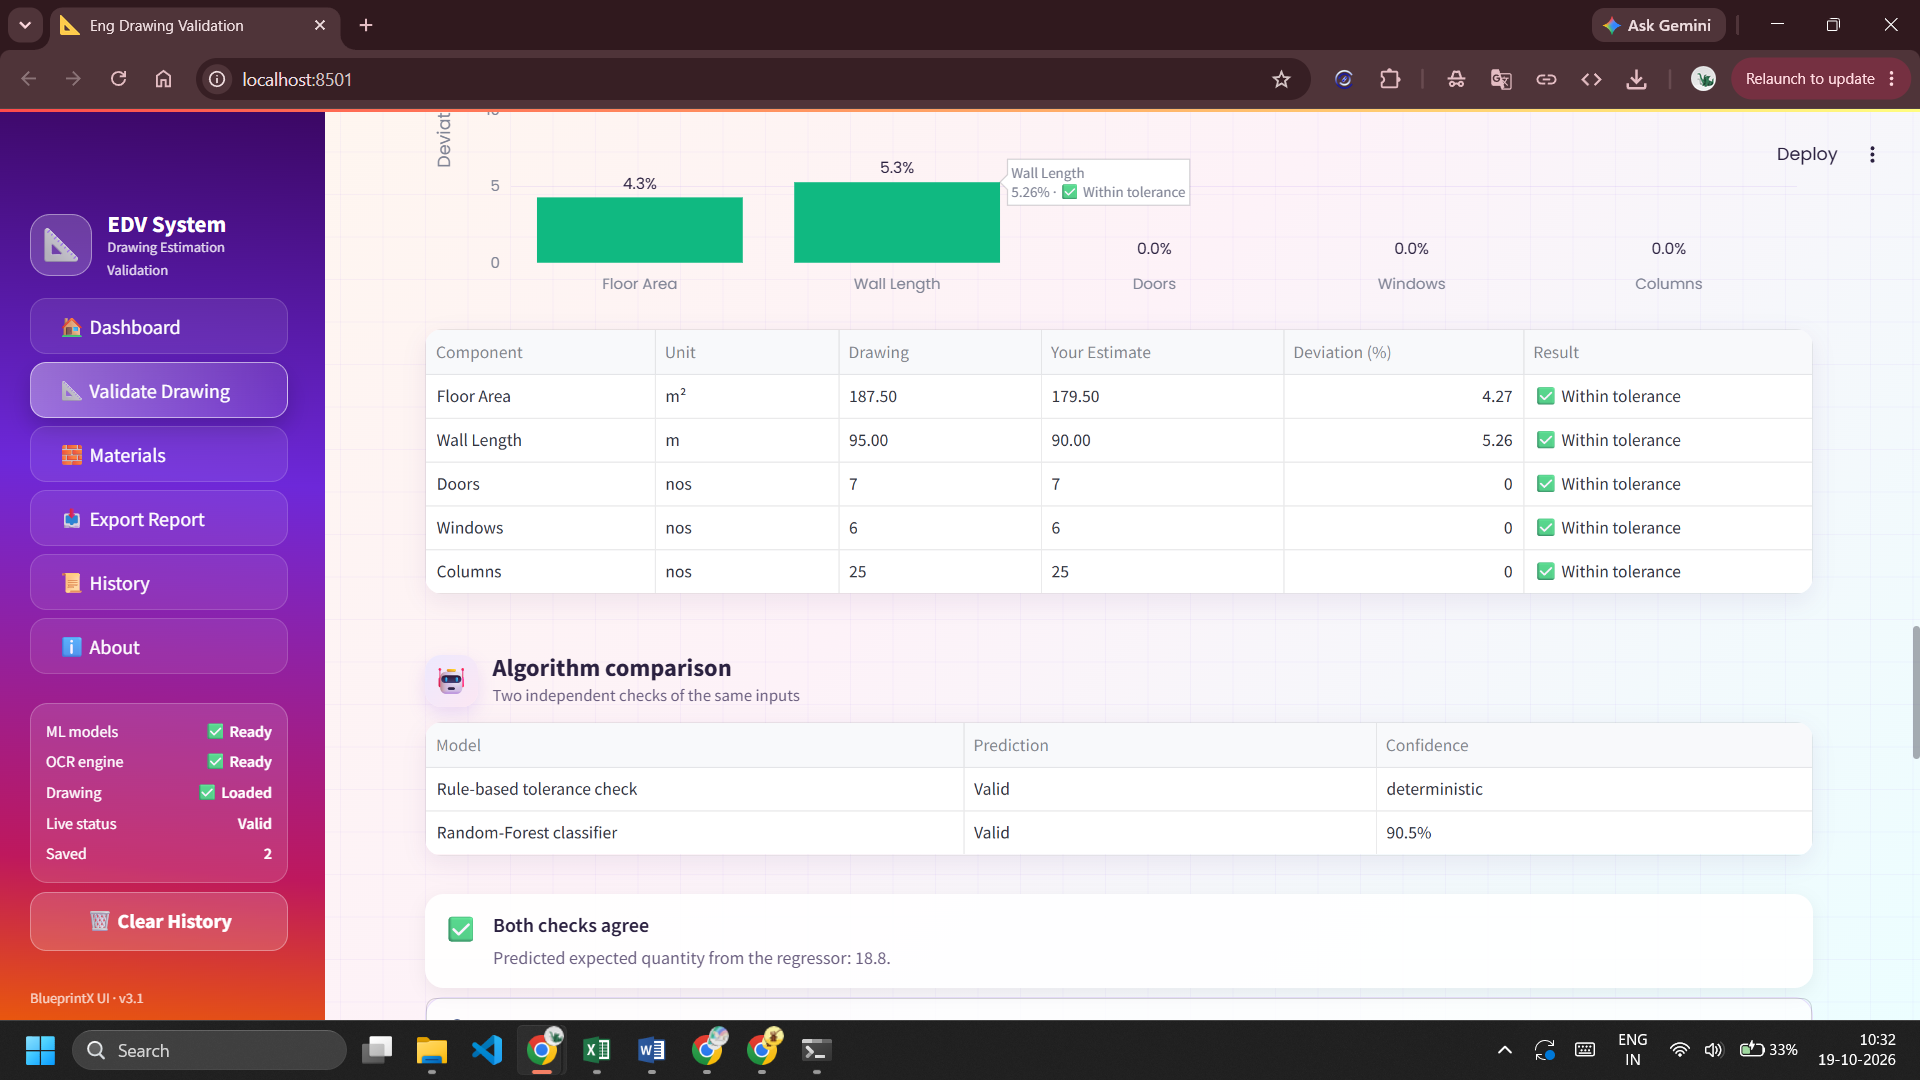 Eng Drawing Validation
Ask Gemini
localhost:8501
Relaunch to update
EDV System
Drawing Estimation
Validation
Dashboard
Validate Drawing
Materials
Export Report
History
About
ML models Ready
OCR engine Ready
Drawing Loaded
Live status Valid
Saved 2
Clear History
BlueprintX UI · v3.1
Deploy
5
0
4.3%
5.3%
0.0%
0.0%
0.0%
Wall Length
5.26% · ✅ Within tolerance
Floor Area
Wall Length
Doors
Windows
Columns
Component Unit Drawing Your Estimate Deviation (%) Result
Floor Area m² 187.50 179.50 4.27 ✅ Within tolerance
Wall Length m 95.00 90.00 5.26 ✅ Within tolerance
Doors nos 7 7 0 ✅ Within tolerance
Windows nos 6 6 0 ✅ Within tolerance
Columns nos 25 25 0 ✅ Within tolerance
Algorithm comparison
Two independent checks of the same inputs
Model Prediction Confidence
Rule-based tolerance check Valid deterministic
Random-Forest classifier Valid 90.5%
Both checks agree
Predicted expected quantity from the regressor: 18.8.
Search
ENG
IN
33%
10:32
19-10-2026